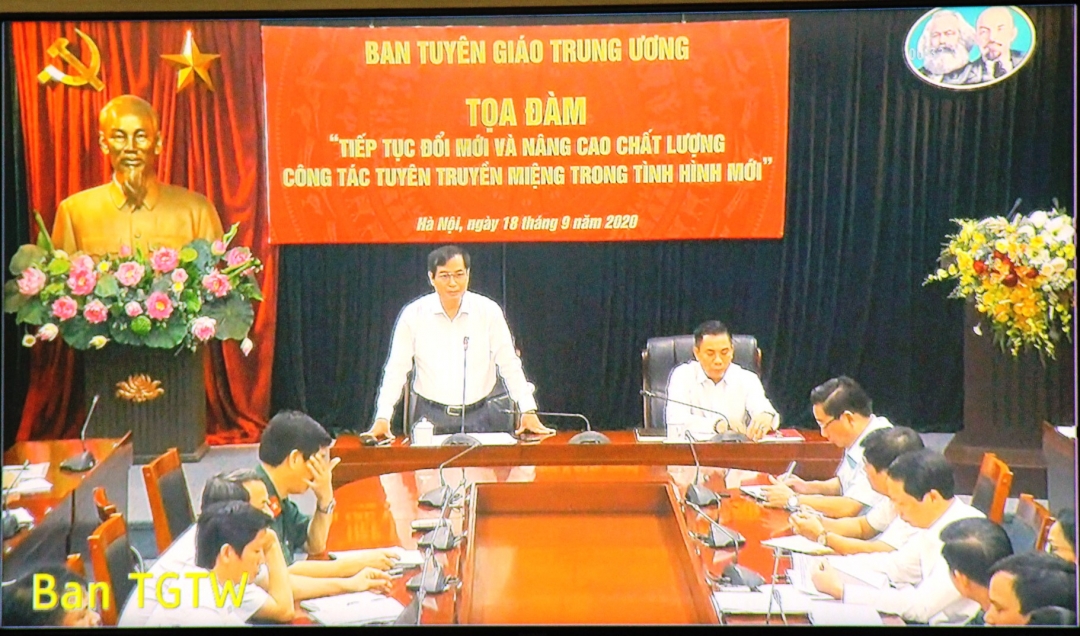 BAN TUYÊN GIÁO TRUNG ƯƠNG
TỌA ĐÀM
"TIẾP TỤC ĐỔI MỚI VÀ NÂNG CAO CHẤT LƯỢNG
CÔNG TÁC TUYÊN TRUYỀN MIỆNG TRONG TÌNH HÌNH MỚI"
Hà Nội, ngày 18 tháng 9 năm 2020
Ban TGTW